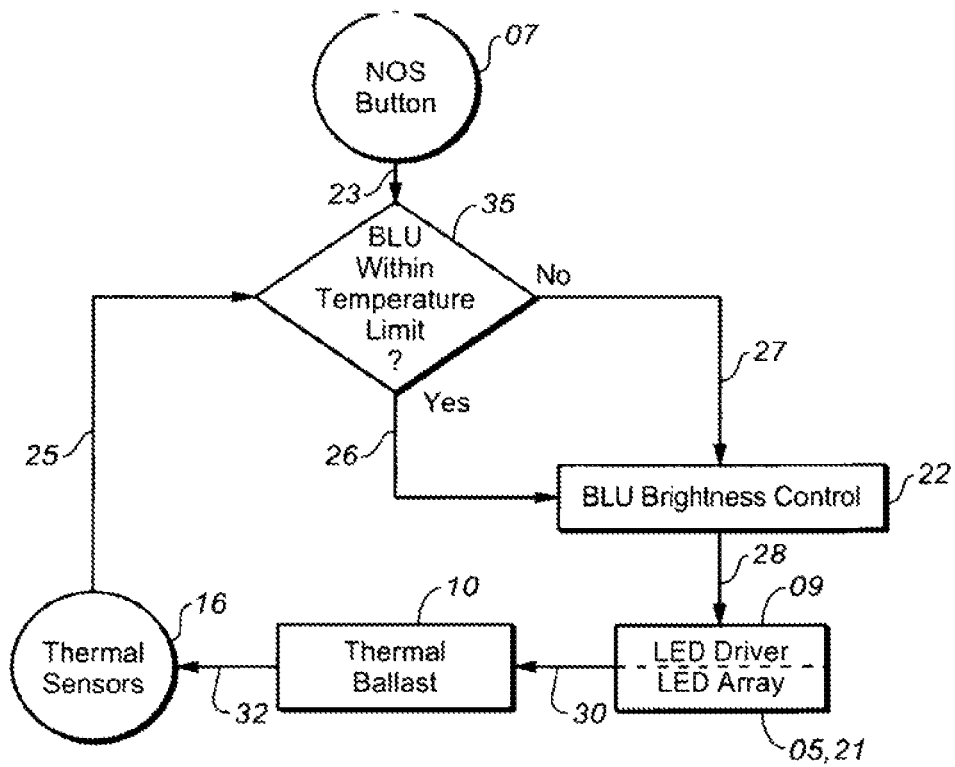 07
NOS
Button
23
35
BLU
Within
Temperature
Limit
?
No
Yes
25
26
27
BLU Brightness Control
22
28
16
10
09
Thermal
Sensors
Thermal
Ballast
LED Driver
LED Array
32
30
05,21